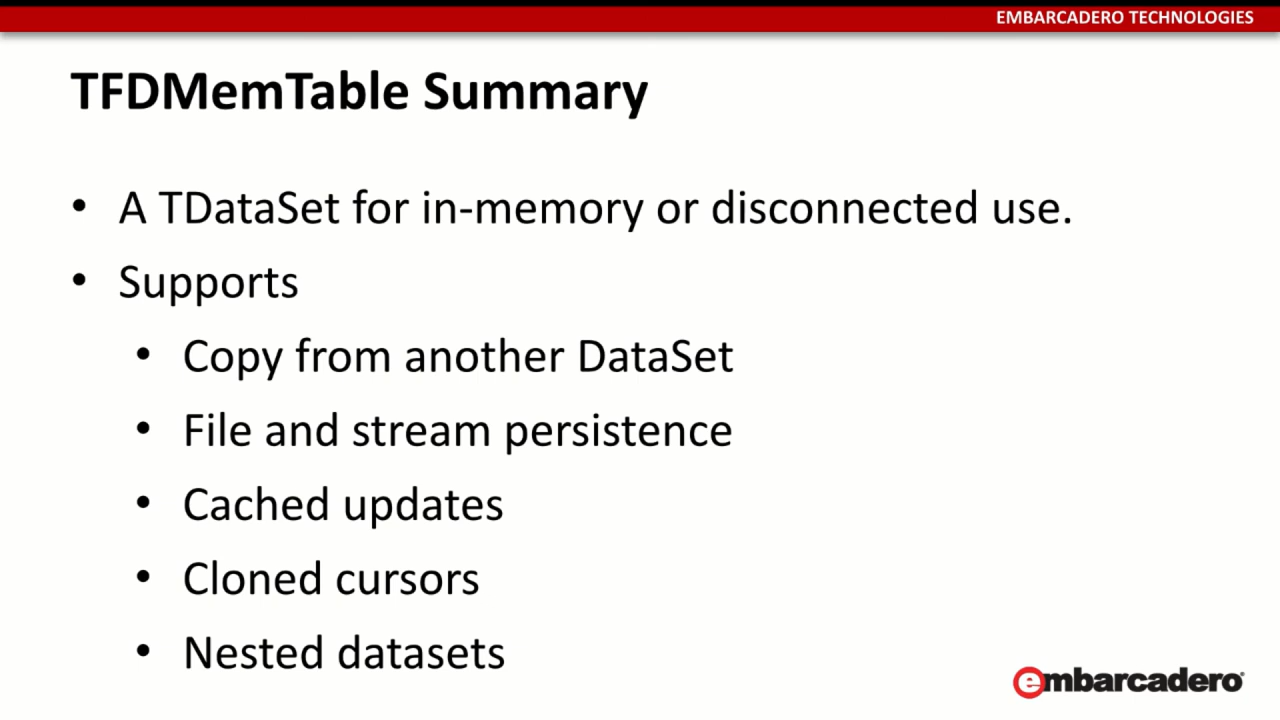 EMBARCADERO TECHNOLOGIES
TFDMemTable Summary
• A TDataSet for in-memory or disconnected use.
• Supports
• Copy from another DataSet
• File and stream persistence
• Cached updates
• Cloned cursors
• Nested datasets
embarcadero